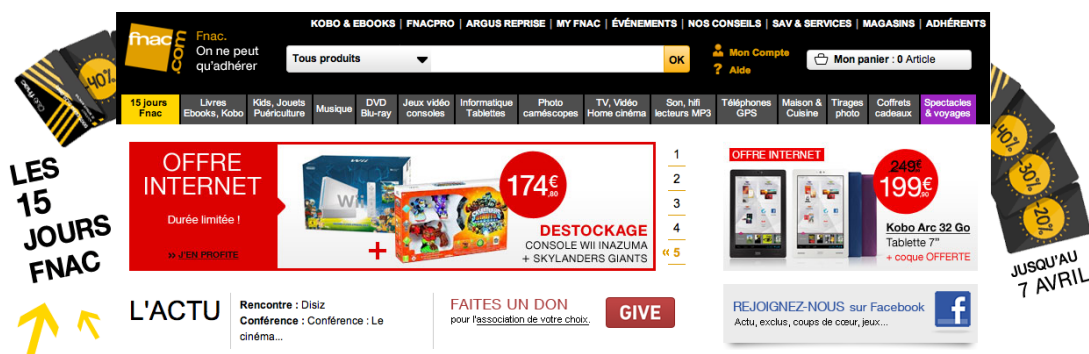 KOBO & EBOOKS | FNACPRO | ARGUS REPRISE | MY FNAC | ÉVÉNEMENTS | NOS CONSEILS | SAV & SERVICES | MAGASINS | ADHÉRENTS
fnac
.com
Fnac.
On ne peut
qu'adhérer
Tous produits
OK
Mon Compte
? Aide
Mon panier : 0 Article
15 jours
Fnac
Livres
Ebooks, Kobo
Kids, Jouets
Puériculture
Musique
DVD
Blu-ray
Jeux vidéo
consoles
Informatique
Tablettes
Photo
caméscopes
TV, Vidéo
Home cinéma
Son, hifi
lecteurs MP3
Téléphones
GPS
Maison &
Cuisine
Tirages
photo
Coffrets
cadeaux
Spectacles
& voyages
-40%
LES
15
JOURS
FNAC
OFFRE
INTERNET
Durée limitée !
» J'EN PROFITE
Wii
+
SKYLANDERS
GIANTS
174€,80
DESTOCKAGE
CONSOLE WII INAZUMA
+ SKYLANDERS GIANTS
1
2
3
4
« 5
OFFRE INTERNET
249€
199€,90
Kobo Arc 32 Go
Tablette 7"
+ coque OFFERTE
-40%
-30%
-20%
JUSQU'AU
7 AVRIL
L'ACTU
Rencontre : Disiz
Conférence : Conférence : Le
cinéma...
FAITES UN DON
pour l'association de votre choix.
GIVE
REJOIGNEZ-NOUS sur Facebook
Actu, exclus, coups de cœur, jeux...
f